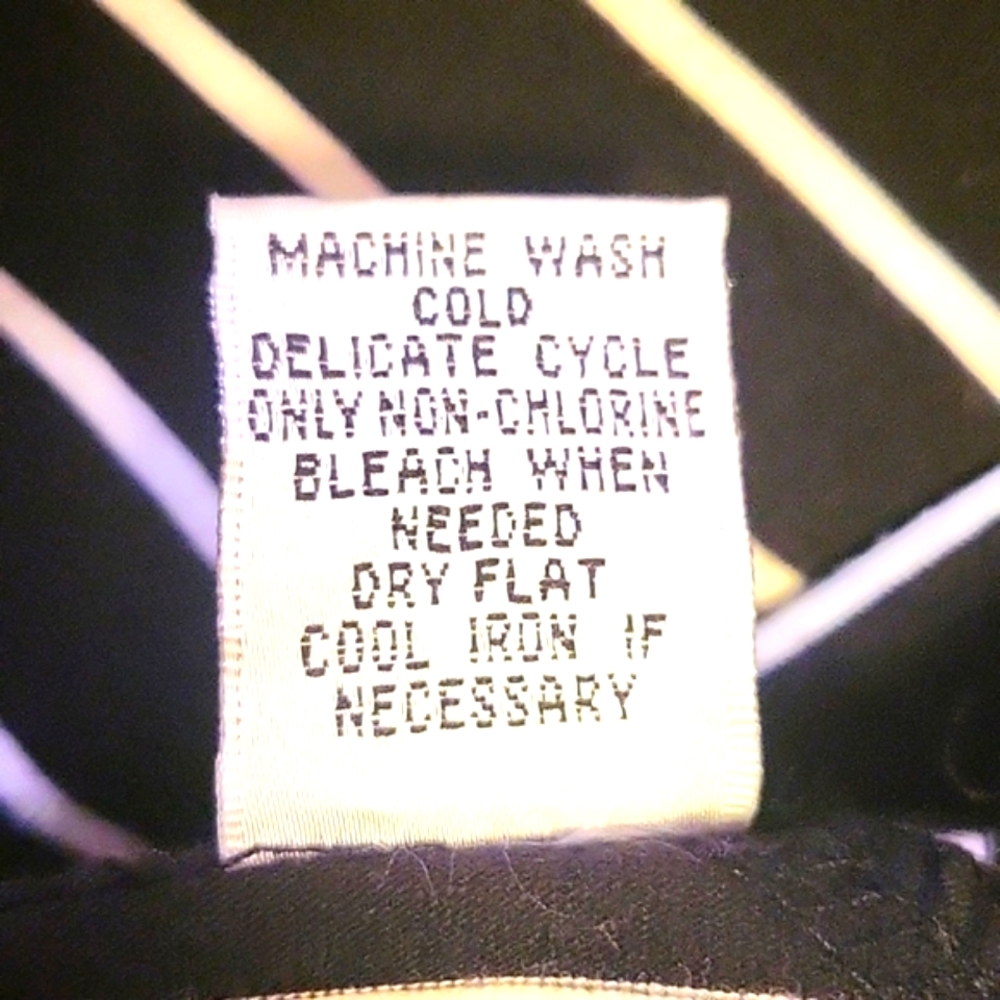 MACHINE WASH
COLD
DELICATE CYCLE
ONLY NON-CHLORINE
BLEACH WHEN
NEEDED
DRY FLAT
COOL IRON IF
NECESSARY